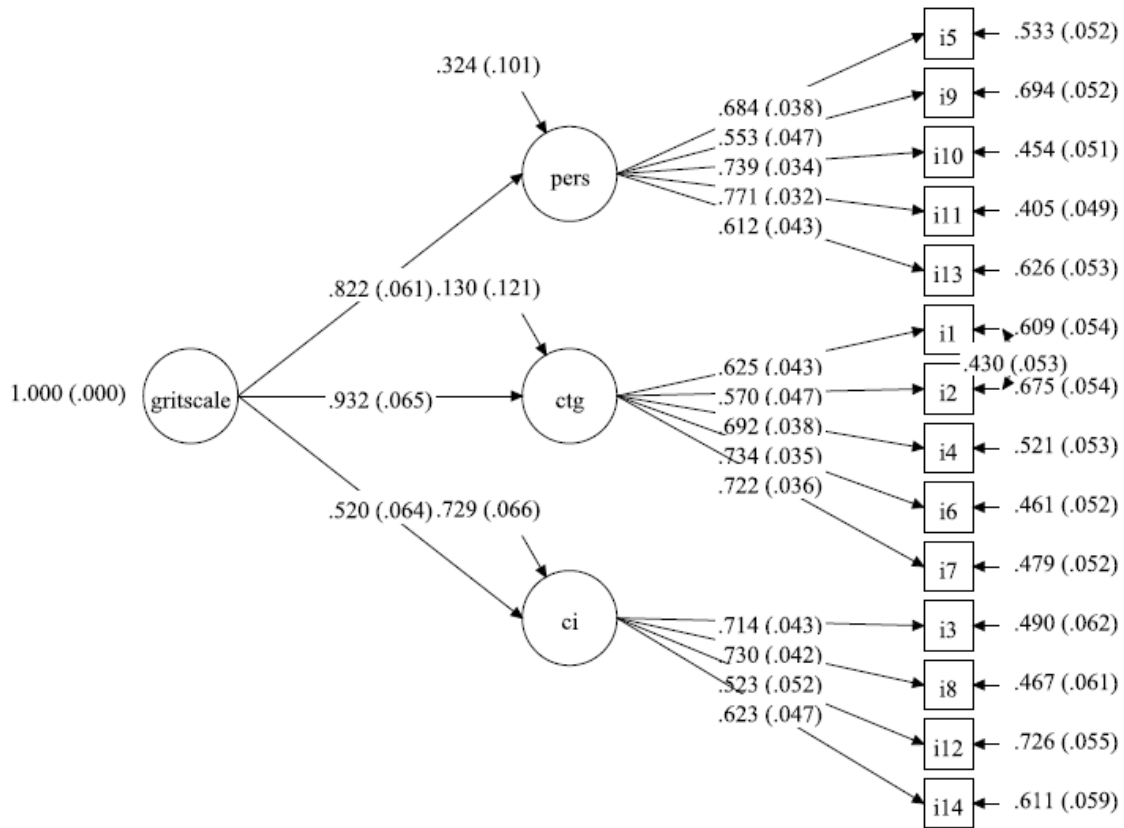 i5 .533 (.052)
.324 (.101)
i9 .694 (.052)
.684 (.038)
.553 (.047)
i10 .454 (.051)
.739 (.034)
pers
.771 (.032)
i11 .405 (.049)
.612 (.043)
i13 .626 (.053)
.822 (.061) .130 (.121)
i1 .609 (.054)
.625 (.043) .430 (.053)
1.000 (.000) gritscale .932 (.065) ctg .570 (.047) i2 .675 (.054)
.692 (.038)
i4 .521 (.053)
.734 (.035)
.722 (.036)
.520 (.064) .729 (.066)
i6 .461 (.052)
i7 .479 (.052)
ci
.714 (.043) i3 .490 (.062)
.730 (.042)
.523 (.052) i8 .467 (.061)
.623 (.047)
i12 .726 (.055)
i14 .611 (.059)